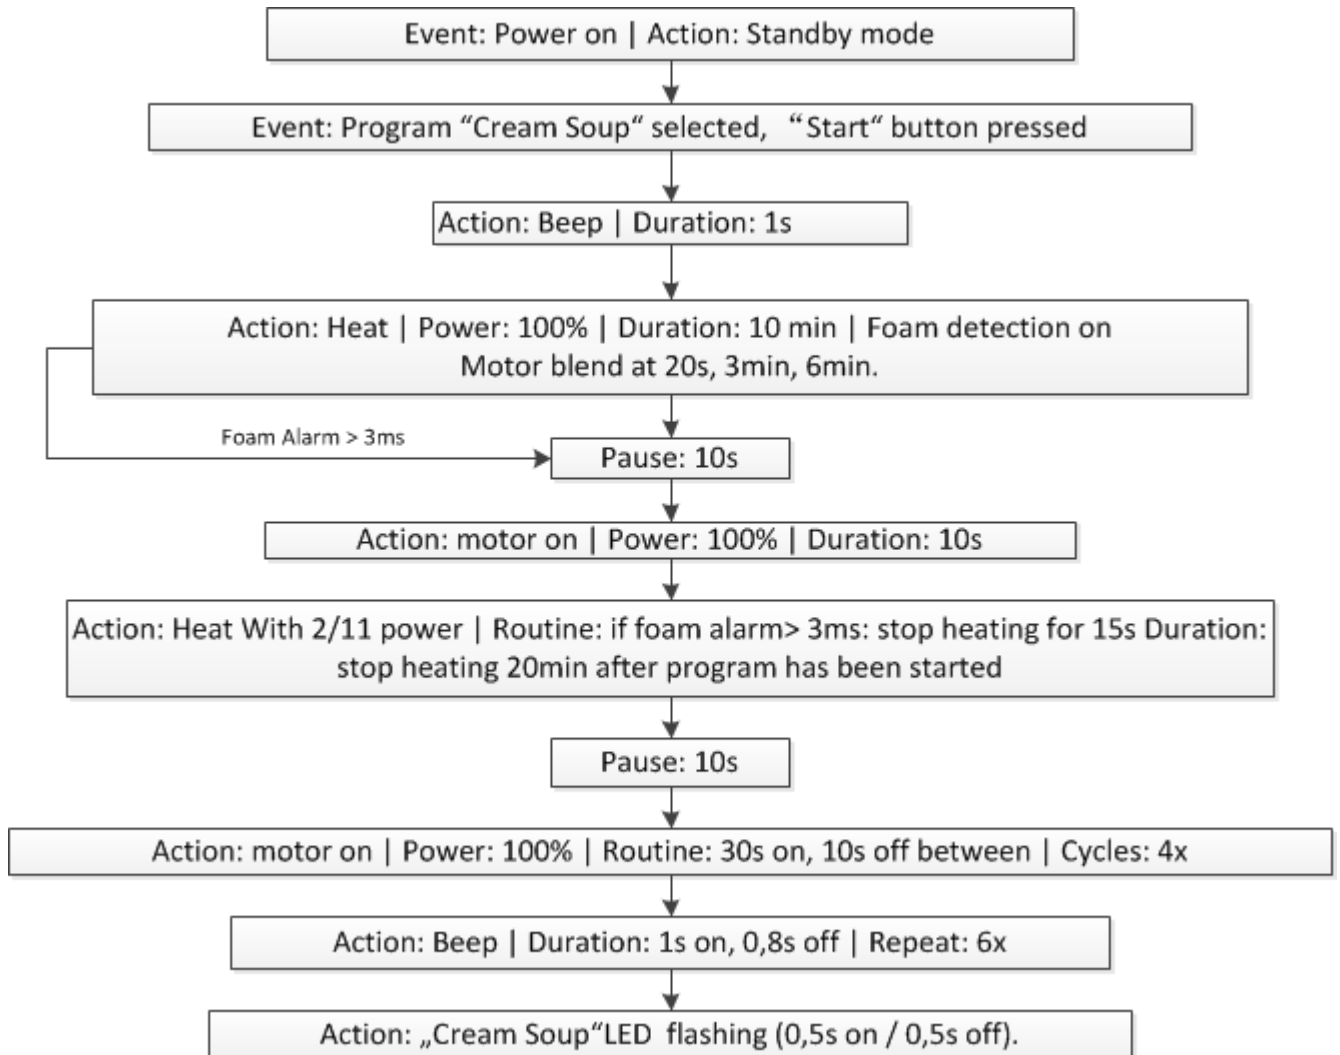 Event: Power on | Action: Standby mode
Event: Program “Cream Soup“ selected, “Start“ button pressed
Action: Beep | Duration: 1s
Action: Heat | Power: 100% | Duration: 10 min | Foam detection on
Motor blend at 20s, 3min, 6min.
Foam Alarm > 3ms
Pause: 10s
Action: motor on | Power: 100% | Duration: 10s
Action: Heat With 2/11 power | Routine: if foam alarm> 3ms: stop heating for 15s Duration:
stop heating 20min after program has been started
Pause: 10s
Action: motor on | Power: 100% | Routine: 30s on, 10s off between | Cycles: 4x
Action: Beep | Duration: 1s on, 0,8s off | Repeat: 6x
Action: „Cream Soup“LED flashing (0,5s on / 0,5s off).